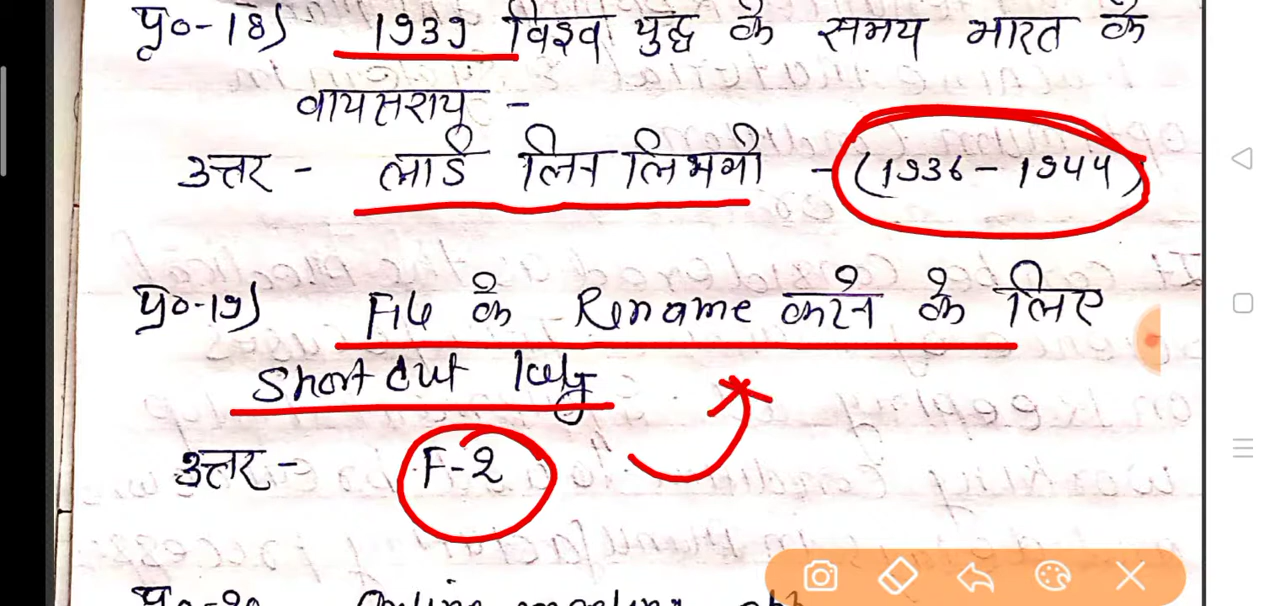 प्र०-18) 1939 विश्व युद्ध के समय भारत के
वायसराय -
उत्तर - लार्ड लिनलिथगो - (1936-1944)
प्र०-19) File के Rename करने के लिए
Short cut key
उत्तर - F-2